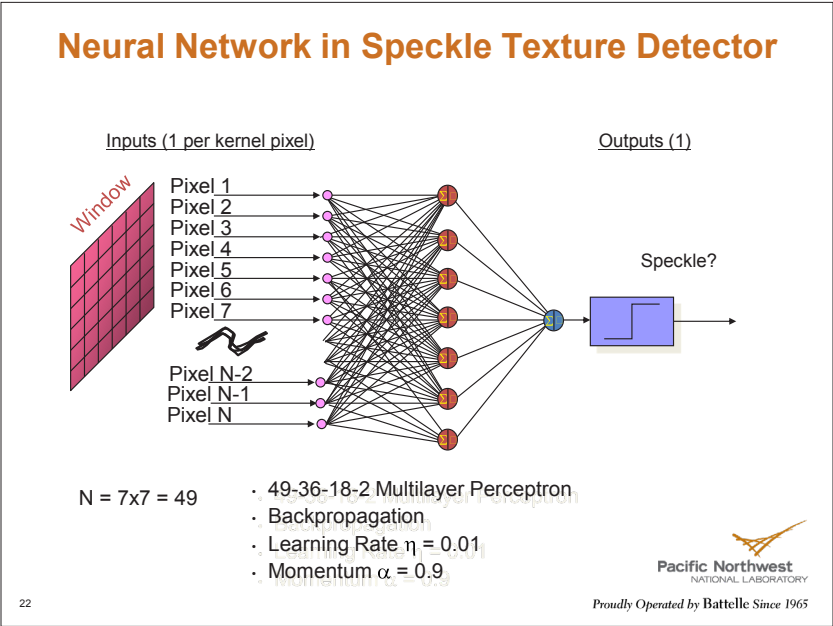 Neural Network in Speckle Texture Detector
Inputs (1 per kernel pixel)
Outputs (1)
Window
Pixel 1
Pixel 2
Pixel 3
Pixel 4
Pixel 5
Pixel 6
Pixel 7
Pixel N-2
Pixel N-1
Pixel N
Σ
Σ
Σ
Σ
Σ
Σ
Σ
Σ
Speckle?
N = 7x7 = 49
· 49-36-18-2 Multilayer Perceptron
· Backpropagation
· Learning Rate η = 0.01
· Momentum α = 0.9
Pacific Northwest
NATIONAL LABORATORY
22
Proudly Operated by Battelle Since 1965